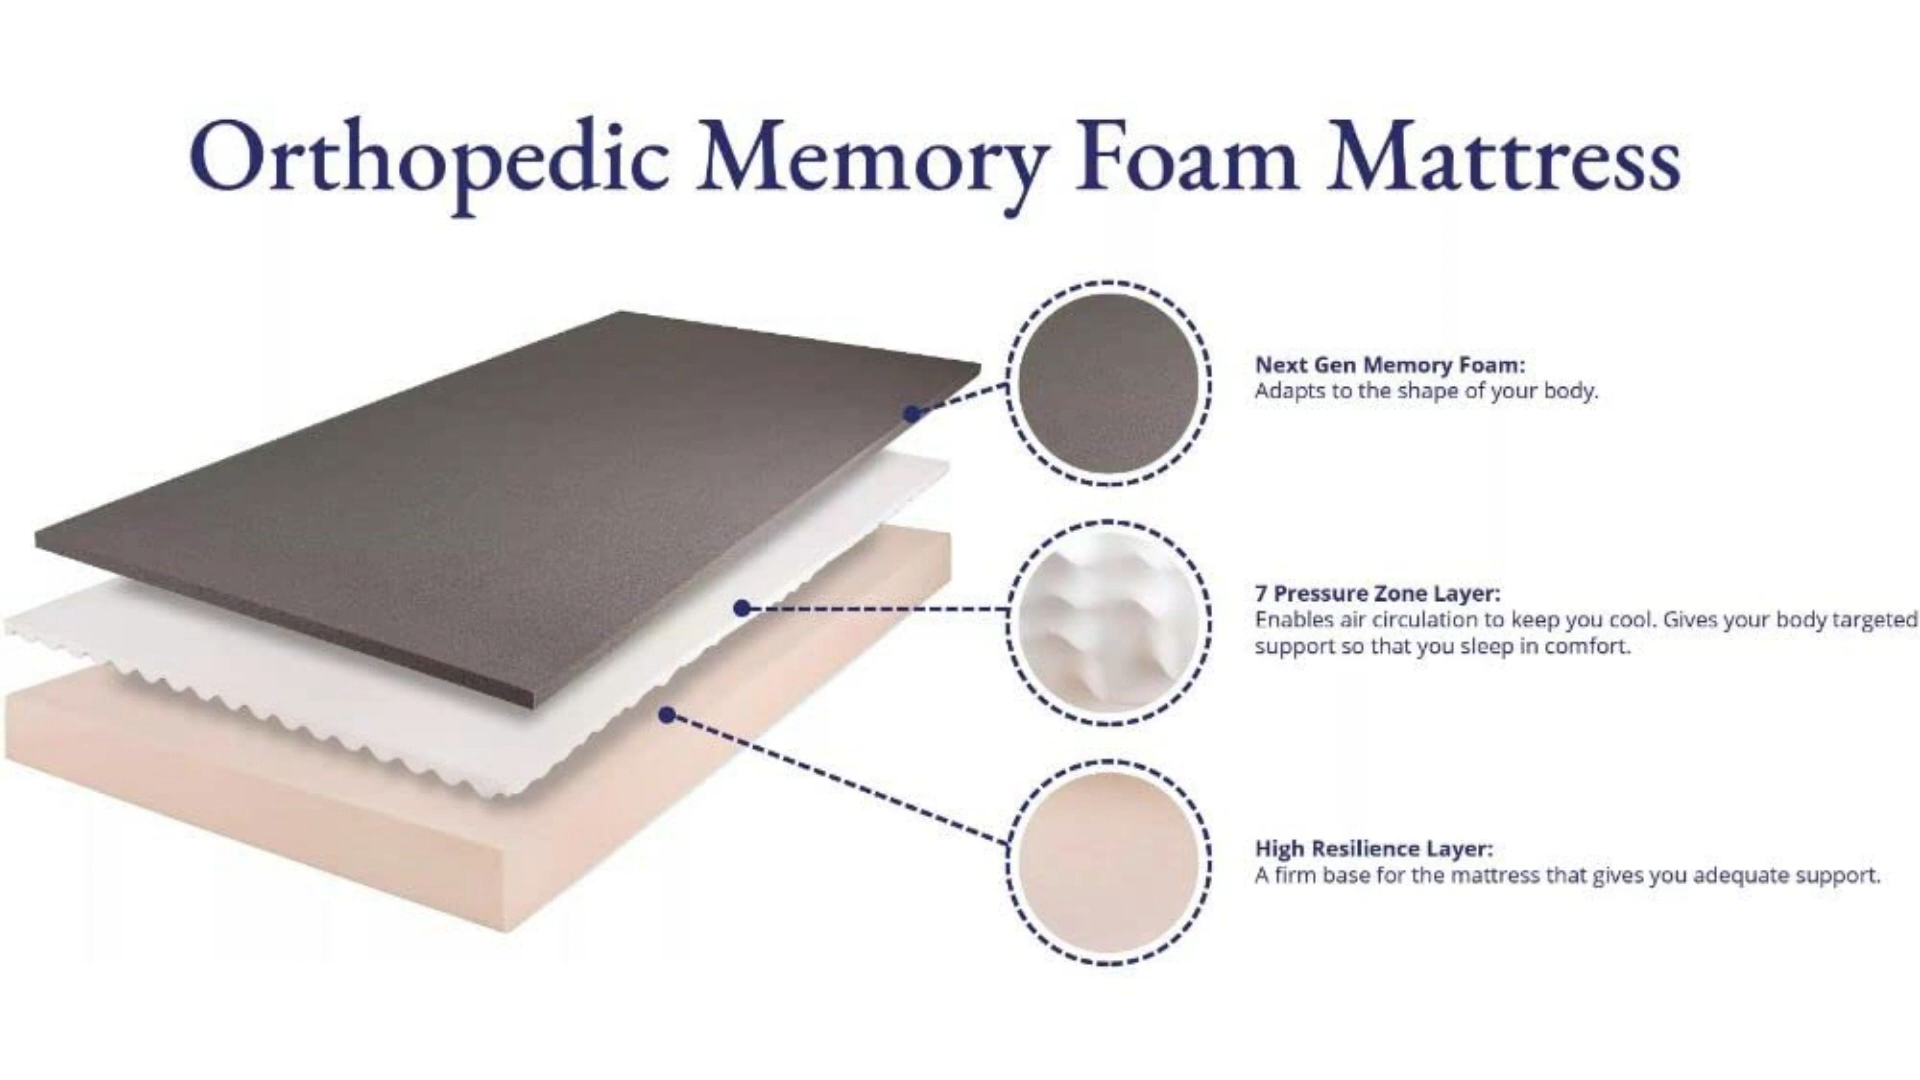 Orthopedic Memory Foam Mattress
Next Gen Memory Foam:
Adapts to the shape of your body.
7 Pressure Zone Layer:
Enables air circulation to keep you cool. Gives your body targeted
support so that you sleep in comfort.
High Resilience Layer:
A firm base for the mattress that gives you adequate support.